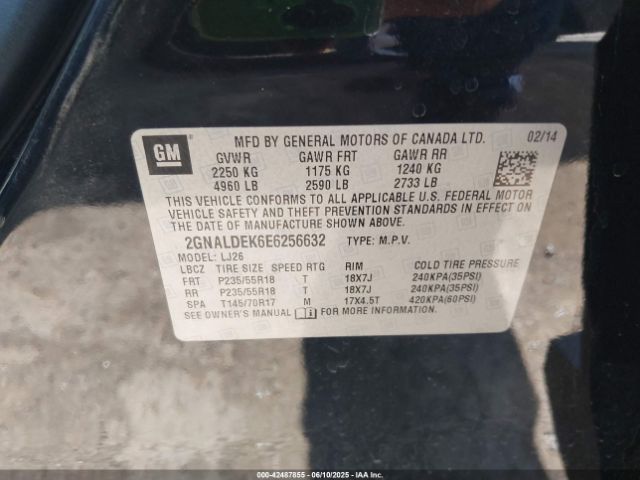 GM
MFD BY GENERAL MOTORS OF CANADA LTD. 02/14
GVWR GAWR FRT GAWR RR
2250 KG 1175 KG 1240 KG
4960 LB 2590 LB 2733 LB
THIS VEHICLE CONFORMS TO ALL APPLICABLE U.S. FEDERAL MOTOR
VEHICLE SAFETY AND THEFT PREVENTION STANDARDS IN EFFECT ON
THE DATE OF MANUFACTURE SHOWN ABOVE.
2GNALDEK6E6256632 TYPE: M.P.V.
MODEL: LJ26
LBCZ TIRE SIZE SPEED RTG RIM COLD TIRE PRESSURE
FRT P235/55R18 T 18X7J 240KPA(35PSI)
RR P235/55R18 T 18X7J 240KPA(35PSI)
SPA T145/70R17 M 17X4.5T 420KPA(60PSI)
SEE OWNER'S MANUAL FOR MORE INFORMATION.
000-42487855 - 06/10/2025 - IAAI.COM